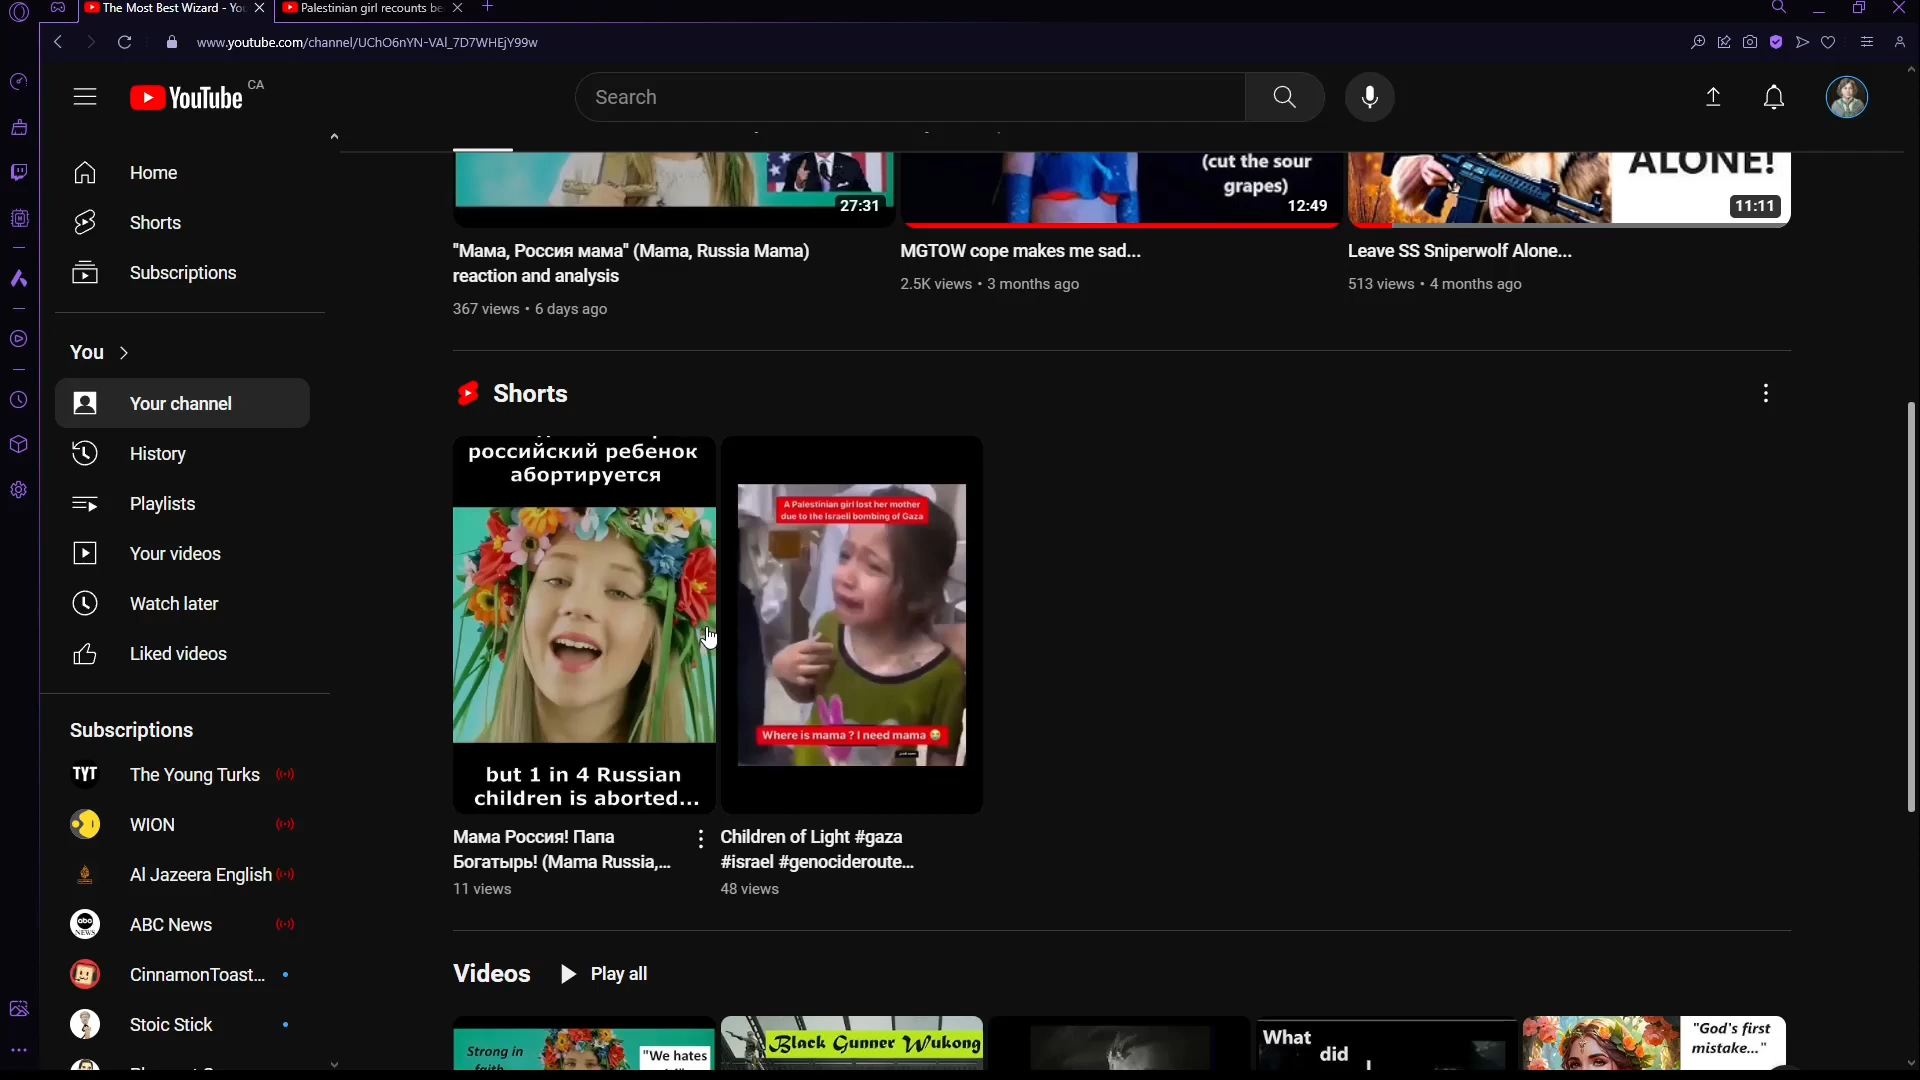 The Most Best Wizard - You
Palestinian girl recounts be
www.youtube.com/channel/UChO6nYN-VAl_7D7WHEjY99w
YouTube CA
Search
Home
Shorts
Subscriptions
You
Your channel
History
Playlists
Your videos
Watch later
Liked videos
Subscriptions
TYT The Young Turks
WION
Al Jazeera English
abc NEWS ABC News
CinnamonToast...
Stoic Stick
27:31
"Мама, Россия мама" (Mama, Russia Mama)
reaction and analysis
367 views • 6 days ago
(cut the sour
grapes)
12:49
MGTOW cope makes me sad...
2.5K views • 3 months ago
ALONE!
11:11
Leave SS Sniperwolf Alone...
513 views • 4 months ago
Shorts
российский ребенок
абортируется
but 1 in 4 Russian
children is aborted...
Мама Россия! Папа
Богатырь! (Mama Russia,...
11 views
A Palestinian girl lost her mother
due to the Israeli bombing of Gaza
Where is mama ? I need mama 😭
Children of Light #gaza
#israel #genocideroute...
48 views
Videos
Play all
Strong in
faith
"We hates
Black Gunner Wukong
What
did
I
"God's first
mistake..."